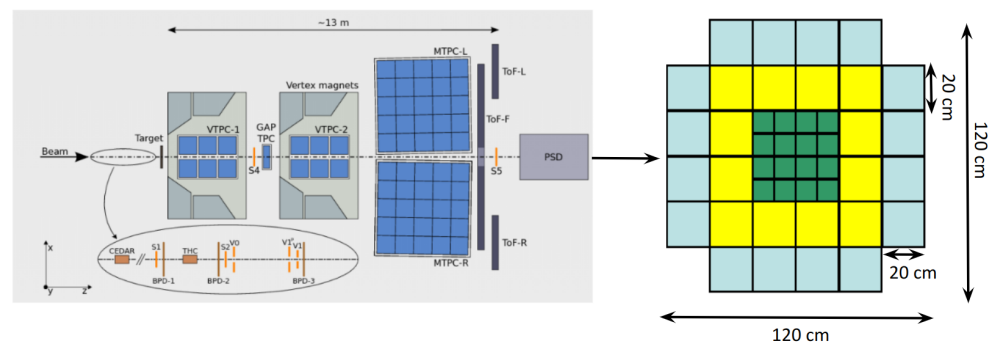 ~13 m
MTPC-L
ToF-L
Vertex magnets
ToF-F
VTPC-1
GAP
TPC
VTPC-2
Target
Beam
S4
S5
PSD
ToF-R
MTPC-R
x
y
z
CEDAR
S1
BPD-1
THC
S2
V0
BPD-2
V1'
V1
BPD-3
20 cm
120 cm
20 cm
120 cm